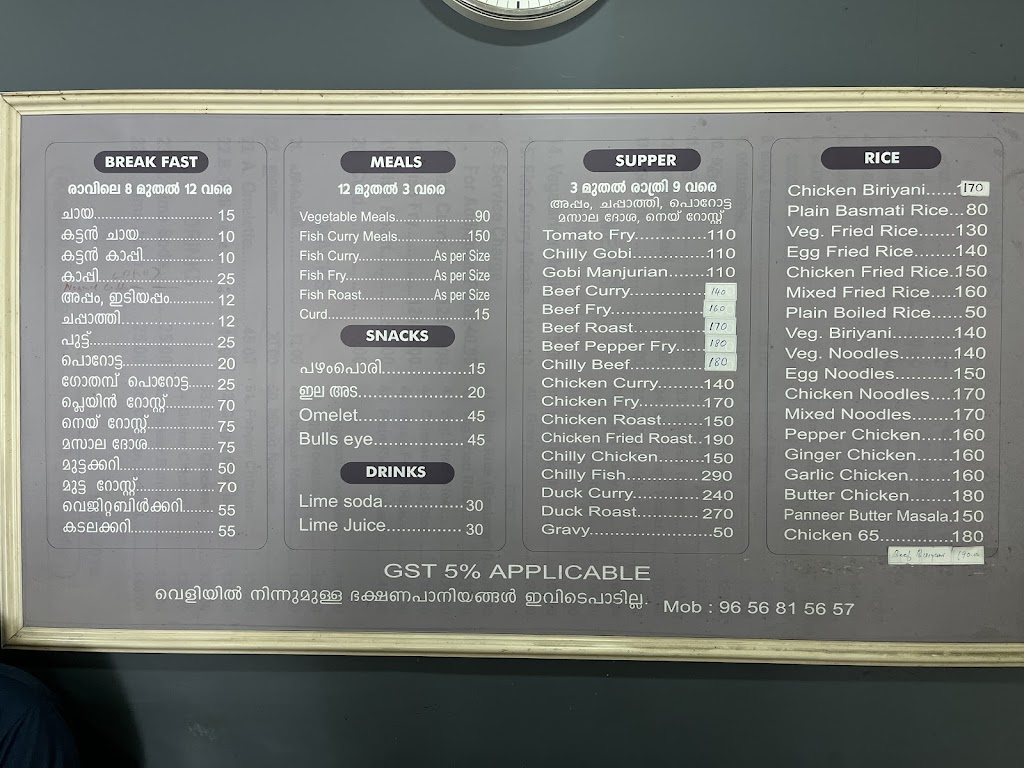 BREAK FAST
രാവിലെ 8 മുതൽ 12 വരെ
ചായ.................. 15
കട്ടൻ ചായ.................. 10
കട്ടൻ കാപ്പി.................. 10
കാപ്പി.................. 25
അപ്പം, ഇടിയപ്പം.......... 12
ചപ്പാത്തി.................. 12
പുട്ട്.................. 25
പൊറോട്ട.................. 20
ഗോതമ്പ് പൊറോട്ട..... 25
പ്ലെയിൻ റോസ്റ്റ്.......... 70
നെയ് റോസ്റ്റ്.............. 75
മസാല ദോശ.............. 75
മുട്ടക്കറി.................. 50
മുട്ട റോസ്റ്റ്.............. 70
വെജിറ്റബിൾക്കറി....... 55
കടലക്കറി.................. 55
MEALS
12 മുതൽ 3 വരെ
Vegetable Meals..................90
Fish Curry Meals.................150
Fish Curry.................As per Size
Fish Fry....................As per Size
Fish Roast................As per Size
Curd..................................15
SNACKS
പഴംപൊരി..................15
ഇല അട.................. 20
Omelet.................. 45
Bulls eye.................. 45
DRINKS
Lime soda.................. 30
Lime Juice.................. 30
SUPPER
3 മുതൽ രാത്രി 9 വരെ
അപ്പം, ചപ്പാത്തി, പൊറോട്ട
മസാല ദോശ, നെയ് റോസ്റ്റ്
Tomato Fry..............110
Chilly Gobi..............110
Gobi Manjurian.........110
Beef Curry.............. 140
Beef Fry.............. 160
Beef Roast.............. 170
Beef Pepper Fry..... 180
Chilly Beef.............. 180
Chicken Curry..........140
Chicken Fry.............170
Chicken Roast..........150
Chicken Fried Roast..190
Chilly Chicken..........150
Chilly Fish...............290
Duck Curry..............240
Duck Roast..............270
Gravy.....................50
RICE
Chicken Biriyani...... 170
Plain Basmati Rice...80
Veg. Fried Rice.......130
Egg Fried Rice........140
Chicken Fried Rice.150
Mixed Fried Rice.....160
Plain Boiled Rice.....50
Veg. Biriyani...........140
Veg. Noodles..........140
Egg Noodles...........150
Chicken Noodles.....170
Mixed Noodles........170
Pepper Chicken......160
Ginger Chicken.......160
Garlic Chicken........160
Butter Chicken........180
Panneer Butter Masala.150
Chicken 65.............180
Beef Biriyani 190
GST 5% APPLICABLE
വെളിയിൽ നിന്നുമുള്ള ഭക്ഷണപാനിയങ്ങൾ ഇവിടെപാടില്ല.
Mob : 96 56 81 56 57